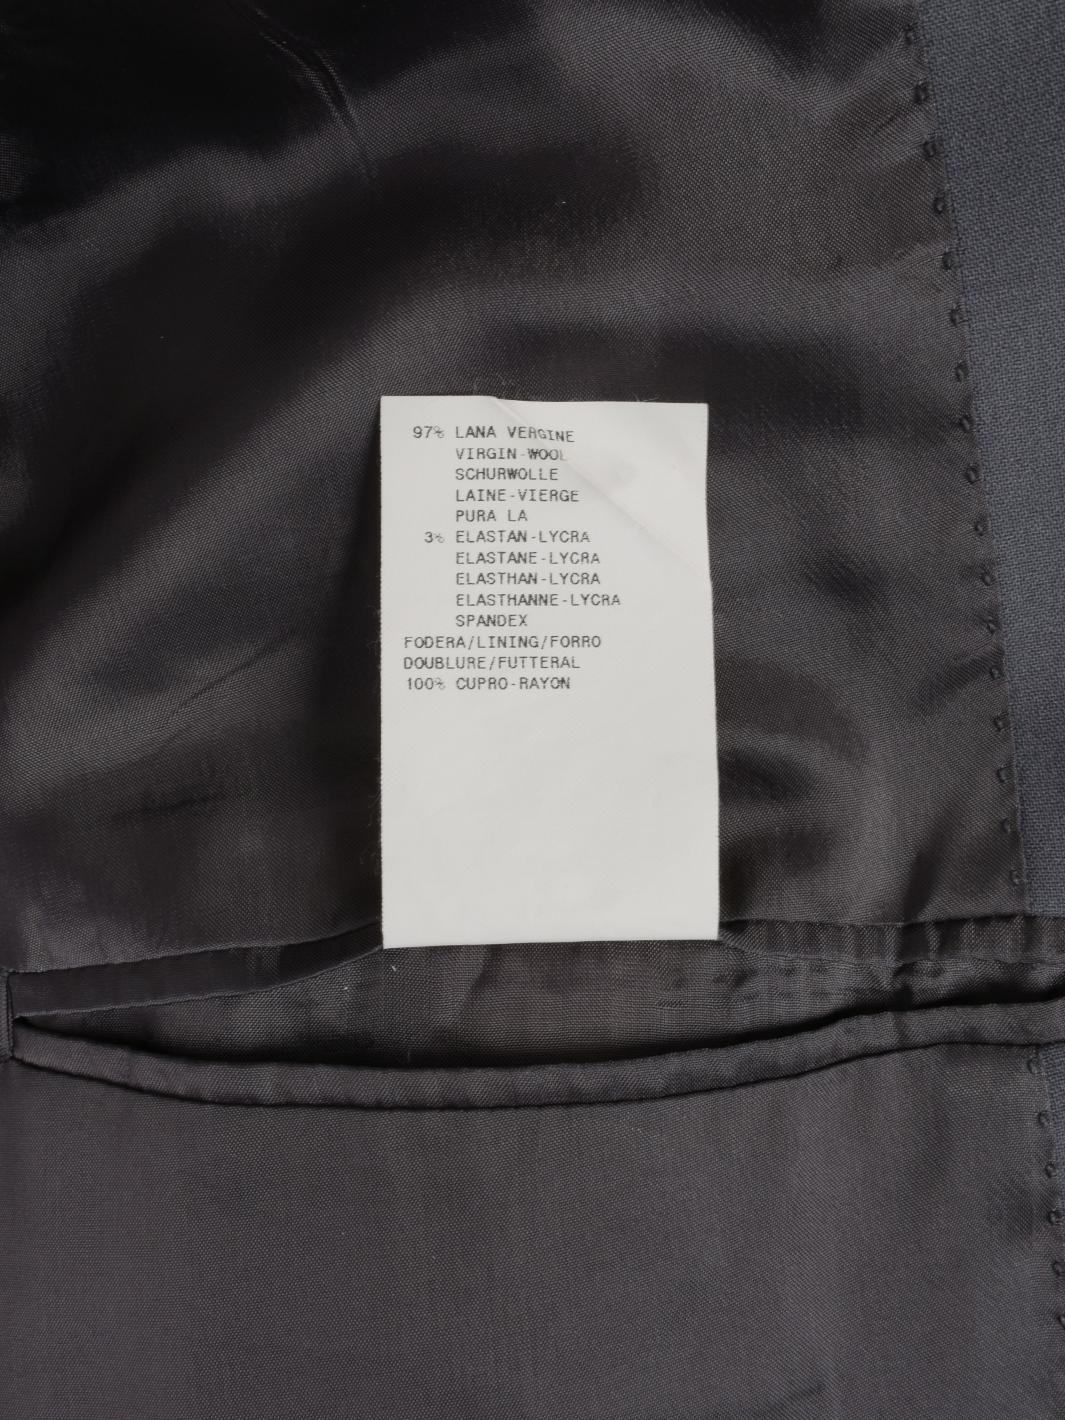 97% LANA VERGINE
VIRGIN-WOOL
SCHURWOLLE
LAINE-VIERGE
PURA LA
3% ELASTAN-LYCRA
ELASTANE-LYCRA
ELASTHAN-LYCRA
ELASTHANNE-LYCRA
SPANDEX
FODERA/LINING/FORRO
DOUBLURE/FUTTERAL
100% CUPRO-RAYON